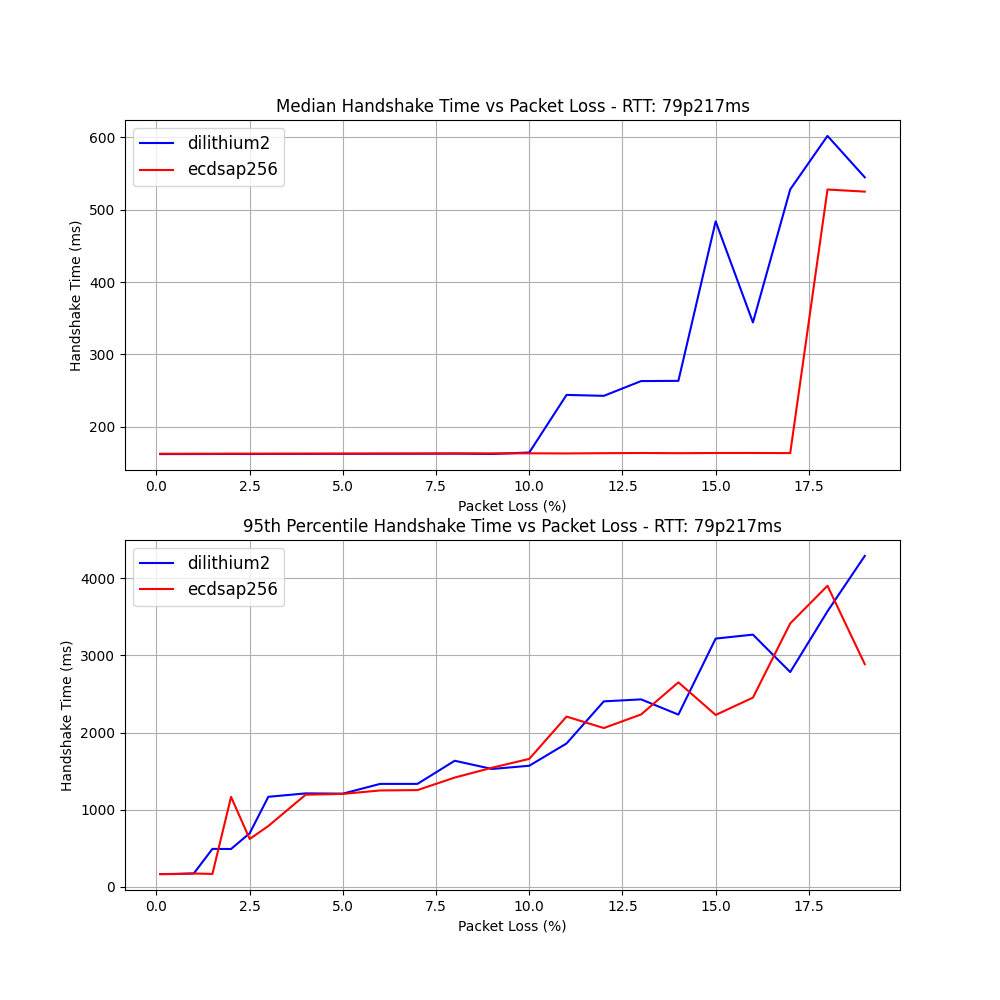 Median Handshake Time vs Packet Loss - RTT: 79p217ms
dilithium2
ecdsap256
Handshake Time (ms)
600
500
400
300
200
0.0 2.5 5.0 7.5 10.0 12.5 15.0 17.5
Packet Loss (%)
95th Percentile Handshake Time vs Packet Loss - RTT: 79p217ms
dilithium2
ecdsap256
Handshake Time (ms)
4000
3000
2000
1000
0
0.0 2.5 5.0 7.5 10.0 12.5 15.0 17.5
Packet Loss (%)